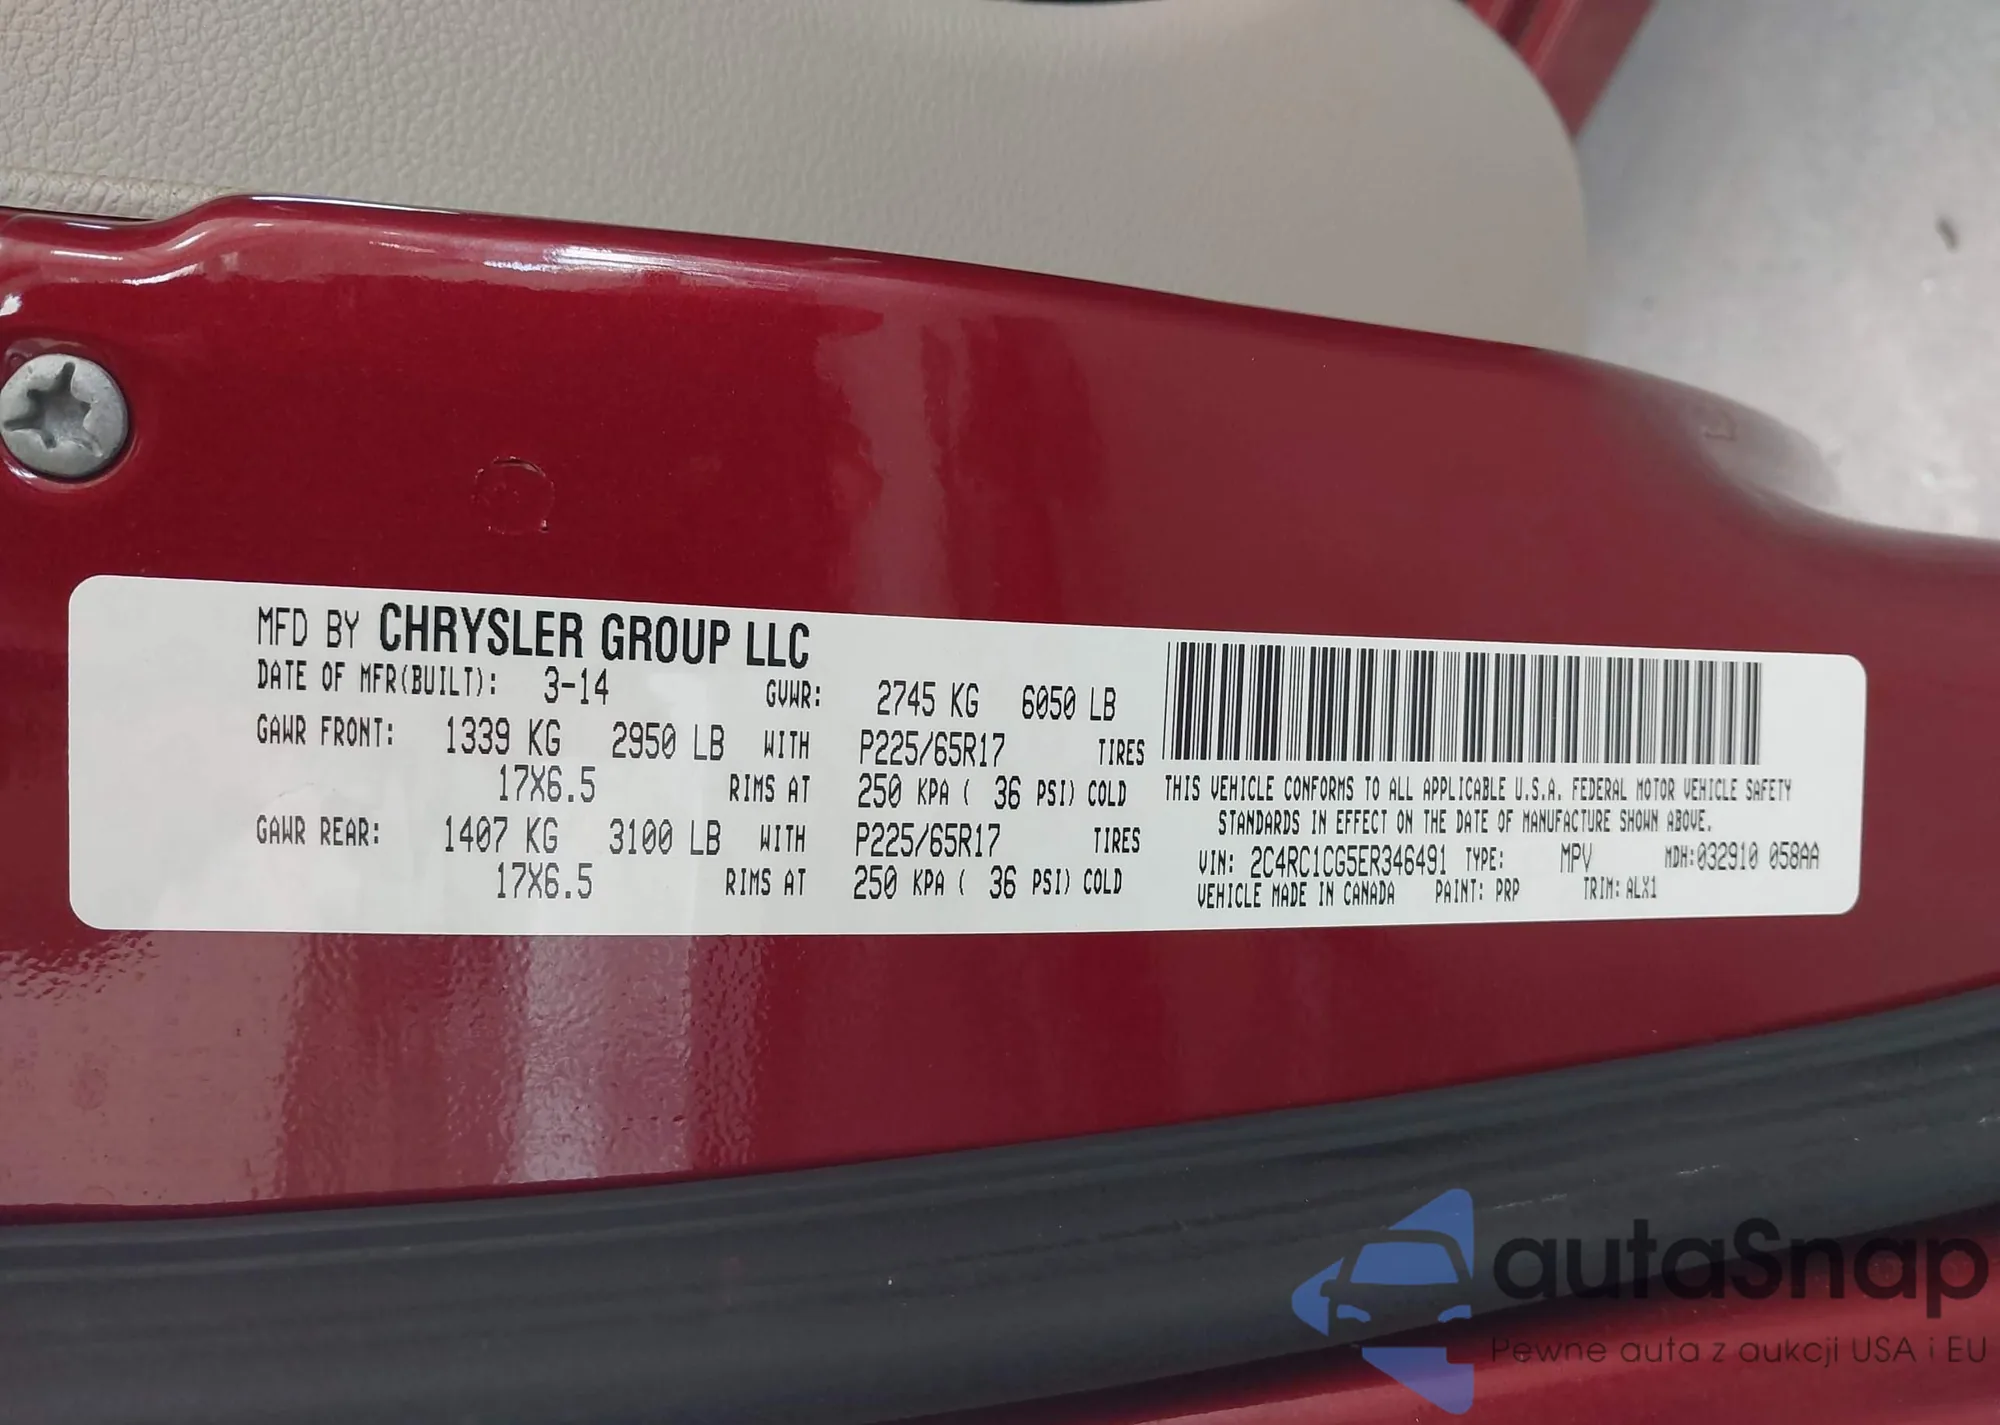 MFD BY CHRYSLER GROUP LLC
DATE OF MFR(BUILT): 3-14 GVWR: 2745 KG 6050 LB
GAWR FRONT: 1339 KG 2950 LB WITH P225/65R17 TIRES
17X6.5 RIMS AT 250 KPA ( 36 PSI) COLD
GAWR REAR: 1407 KG 3100 LB WITH P225/65R17 TIRES
17X6.5 RIMS AT 250 KPA ( 36 PSI) COLD
THIS VEHICLE CONFORMS TO ALL APPLICABLE U.S.A. FEDERAL MOTOR VEHICLE SAFETY
STANDARDS IN EFFECT ON THE DATE OF MANUFACTURE SHOWN ABOVE.
VIN: 2C4RC1CG5ER346491 TYPE: MPV MDH:032910 058AA
VEHICLE MADE IN CANADA PAINT: PRP TRIM: ALX1
autaSnap
Pewne auta z aukcji USA i EU